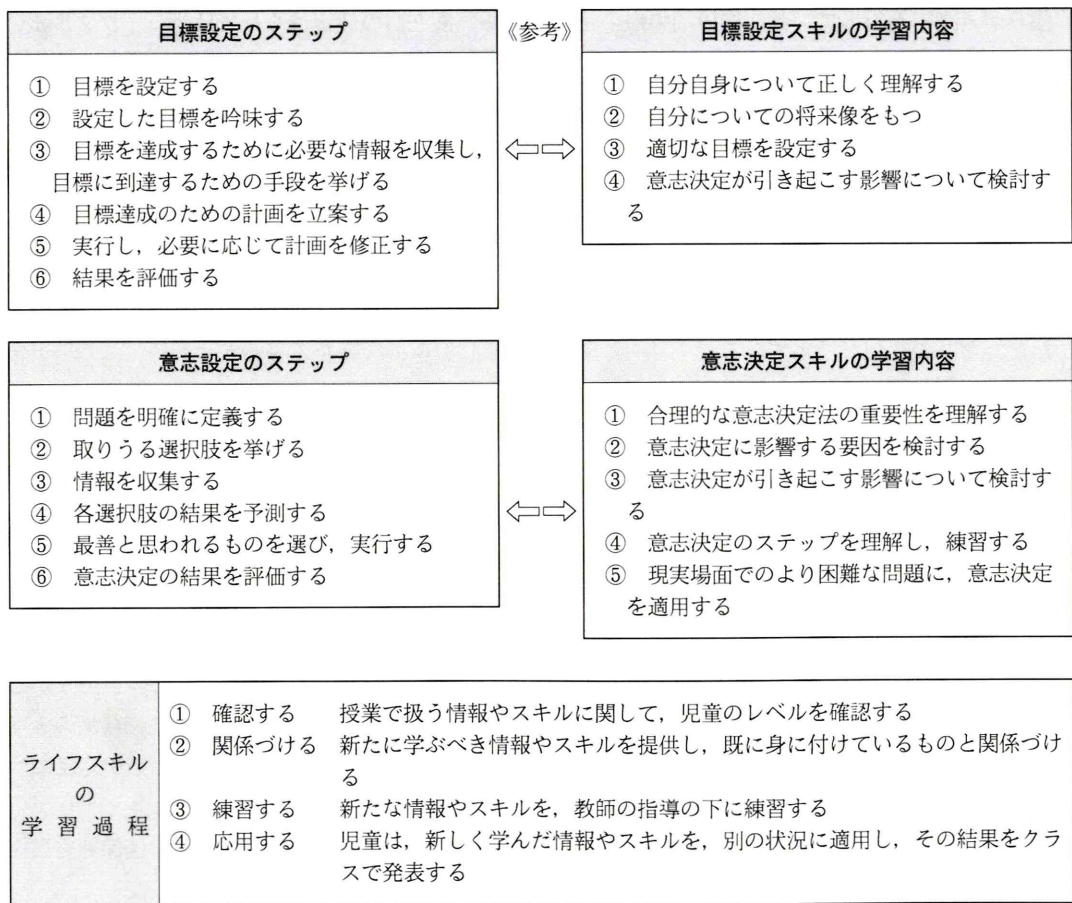 目標設定のステップ
① 目標を設定する
② 設定した目標を吟味する
③ 目標を達成するために必要な情報を収集し，
目標に到達するための手段を挙げる
④ 目標達成のための計画を立案する
⑤ 実行し，必要に応じて計画を修正する
⑥ 結果を評価する
《参考》
目標設定スキルの学習内容
① 自分自身について正しく理解する
② 自分についての将来像をもつ
③ 適切な目標を設定する
④ 意志決定が引き起こす影響について検討す
る
意志設定のステップ
① 問題を明確に定義する
② 取りうる選択肢を挙げる
③ 情報を収集する
④ 各選択肢の結果を予測する
⑤ 最善と思われるものを選び，実行する
⑥ 意志決定の結果を評価する
意志決定スキルの学習内容
① 合理的な意志決定法の重要性を理解する
② 意志決定に影響する要因を検討する
③ 意志決定が引き起こす影響について検討す
る
④ 意志決定のステップを理解し，練習する
⑤ 現実場面でのより困難な問題に，意志決定
を適用する
ライフスキル
の
学習過程
① 確認する 授業で扱う情報やスキルに関して，児童のレベルを確認する
② 関係づける 新たに学ぶべき情報やスキルを提供し，既に身に付けているものと関係づけ
る
③ 練習する 新たな情報やスキルを，教師の指導の下に練習する
④ 応用する 児童は，新しく学んだ情報やスキルを，別の状況に適用し，その結果をクラ
スで発表する